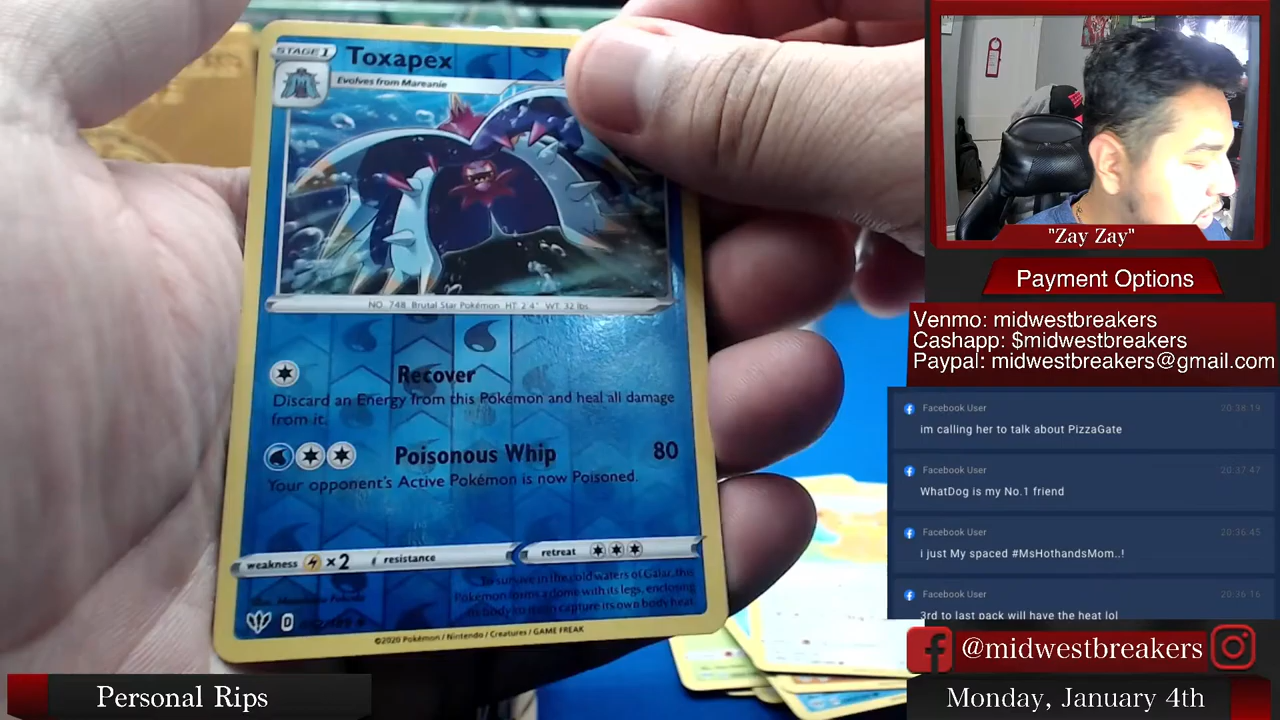 STAGE 1
Toxapex
Evolves from Mareanie
NO. 748 Brutal Star Pokémon HT: 2'4" WT: 32 lbs.
Recover
Discard an Energy from this Pokémon and heal all damage
from it.
Poisonous Whip 80
Your opponent's Active Pokémon is now Poisoned.
weakness ×2 resistance retreat
To survive in the cold waters of Galar, this
Pokémon forms a dome with its legs, enclosing
its body so it can capture its own body heat.
D
©2020 Pokémon / Nintendo / Creatures / GAME FREAK
Personal Rips
"Zay Zay"
Payment Options
Venmo: midwestbreakers
Cashapp: $midwestbreakers
Paypal: midwestbreakers@gmail.com
Facebook User 20:38:19
im calling her to talk about PizzaGate
Facebook User 20:37:47
WhatDog is my No.1 friend
Facebook User 20:36:45
i just My spaced #MsHothandsMom..!
Facebook User 20:36:16
3rd to last pack will have the heat lol
@midwestbreakers
Monday, January 4th